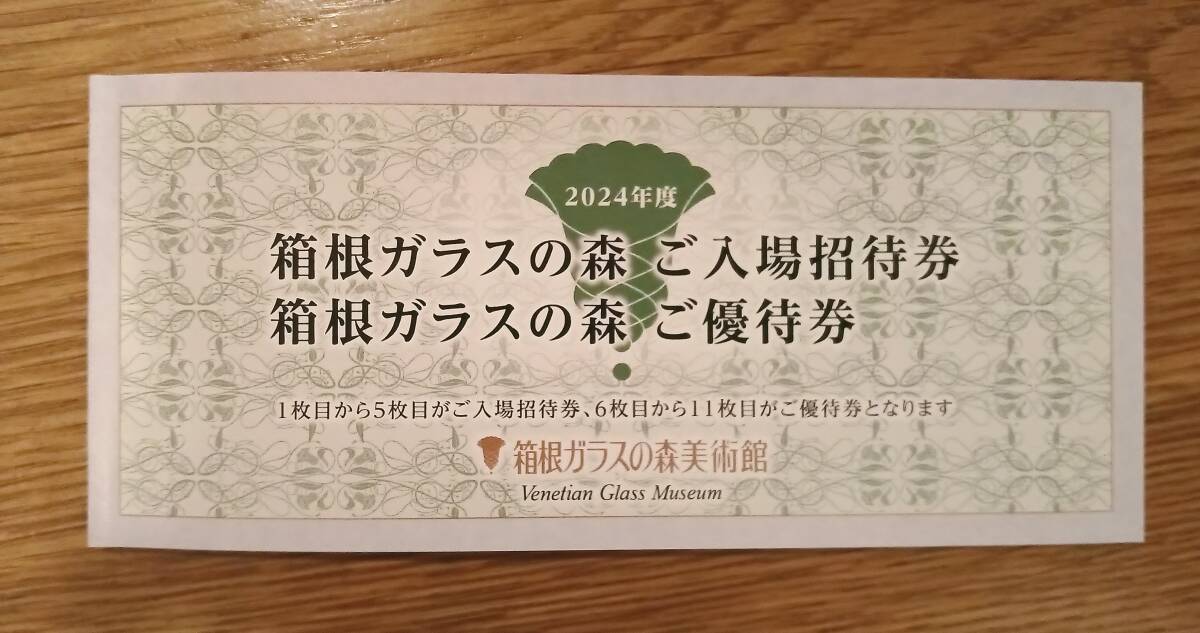 2024年度
箱根ガラスの森 ご入場招待券
箱根ガラスの森 ご優待券
1枚目から5枚目がご入場招待券、6枚目から11枚目がご優待券となります
箱根ガラスの森美術館
Venetian Glass Museum